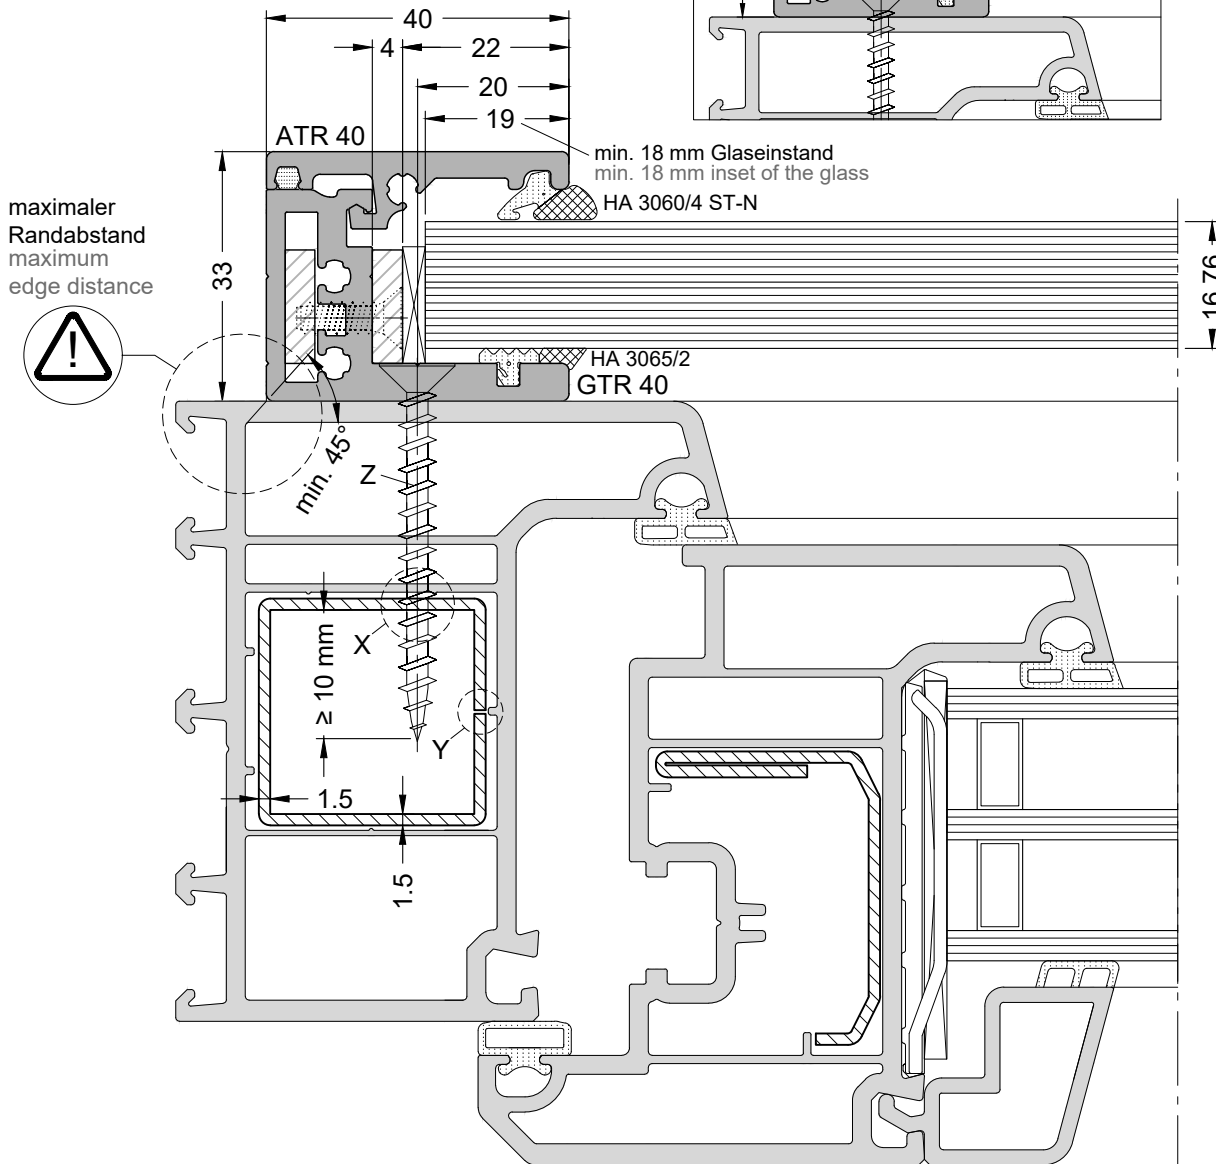 40
4
22
20
19
ATR 40
min. 18 mm Glaseinstand
min. 18 mm inset of the glass
HA 3060/4 ST-N
maximaler
Randabstand
maximum
edge distance
!
33
16,76
HA 3065/2
GTR 40
min. 45°
Z
X
≥ 10 mm
Y
1.5
1.5